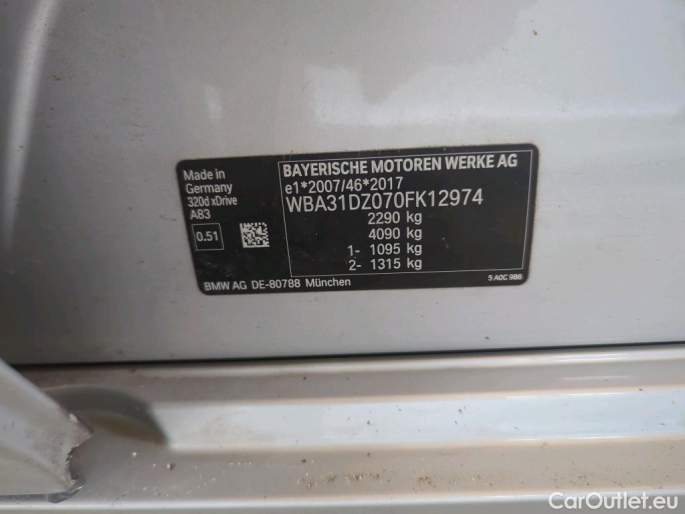 Made in
Germany
320d xDrive
A83
0.51
BAYERISCHE MOTOREN WERKE AG
e1*2007/46*2017
WBA31DZ070FK12974
2290 kg
4090 kg
1- 1095 kg
2- 1315 kg
BMW AG DE-80788 München
5 A0C 9B6
CarOutlet.eu